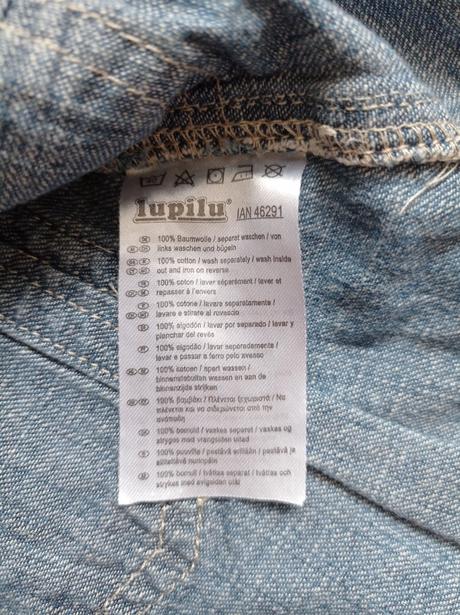 lupilu® IAN 46291
100% Baumwolle / separat waschen / von
links waschen und bügeln
100% cotton / wash separately / wash inside
out and iron on reverse
100% coton / laver séparément / laver et
repasser à l'envers
100% cotone / lavare separatamente /
lavare e stirare al rovescio
100% algodón / lavar por separado / lavar y
planchar del revés
100% algodão / lavar separadamente /
lavar e passar a ferro pelo avesso
100% katoen / apart wassen /
binnenstebuiten wassen en aan de
binnenzijde strijken
100% βαμβάκι / Πλένεται ξεχωριστά / Να
πλένεται και να σιδερώνεται από την
ανάποδη
100% bomuld / vaskes separat / vaskes og
stryges med vrangsiden udad
100% puuvilla / pestävä erillään / pestävä ja
silitettävä nurinpäin
100% bomull / tvättas separat / tvättas och
strykes med avigsidan utåt